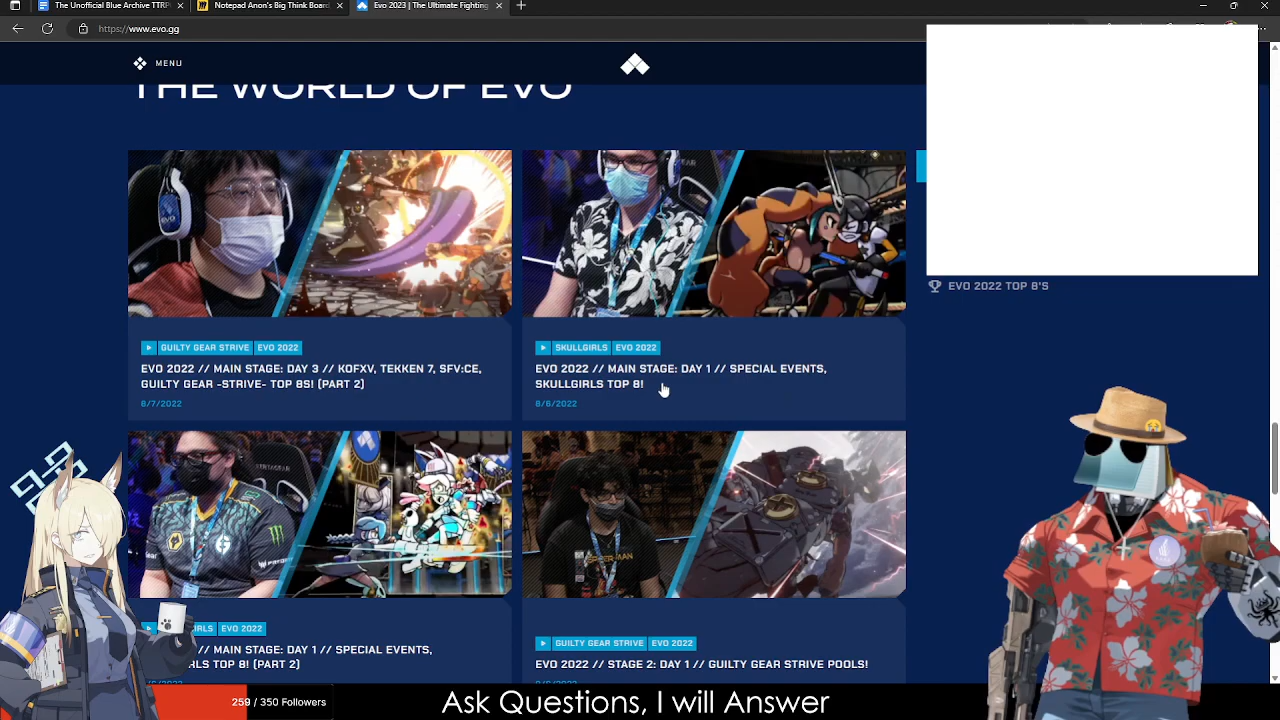 The Unofficial Blue Archive TTRP
Notepad Anon's Big Think Board
Evo 2023 | The Ultimate Fighting
https://www.evo.gg
MENU
THE WORLD OF EVO
GUILTY GEAR STRIVE EVO 2022
EVO 2022 // MAIN STAGE: DAY 3 // KOFXV, TEKKEN 7, SFV:CE,
GUILTY GEAR -STRIVE- TOP 8S! (PART 2)
8/7/2022
SKULLGIRLS EVO 2022
EVO 2022 // MAIN STAGE: DAY 1 // SPECIAL EVENTS,
SKULLGIRLS TOP 8!
8/6/2022
EVO 2022 TOP 8'S
IRLS EVO 2022
// MAIN STAGE: DAY 1 // SPECIAL EVENTS,
LS TOP 8! (PART 2)
GUILTY GEAR STRIVE EVO 2022
EVO 2022 // STAGE 2: DAY 1 // GUILTY GEAR STRIVE POOLS!
259 / 350 Followers
Ask Questions, I will Answer